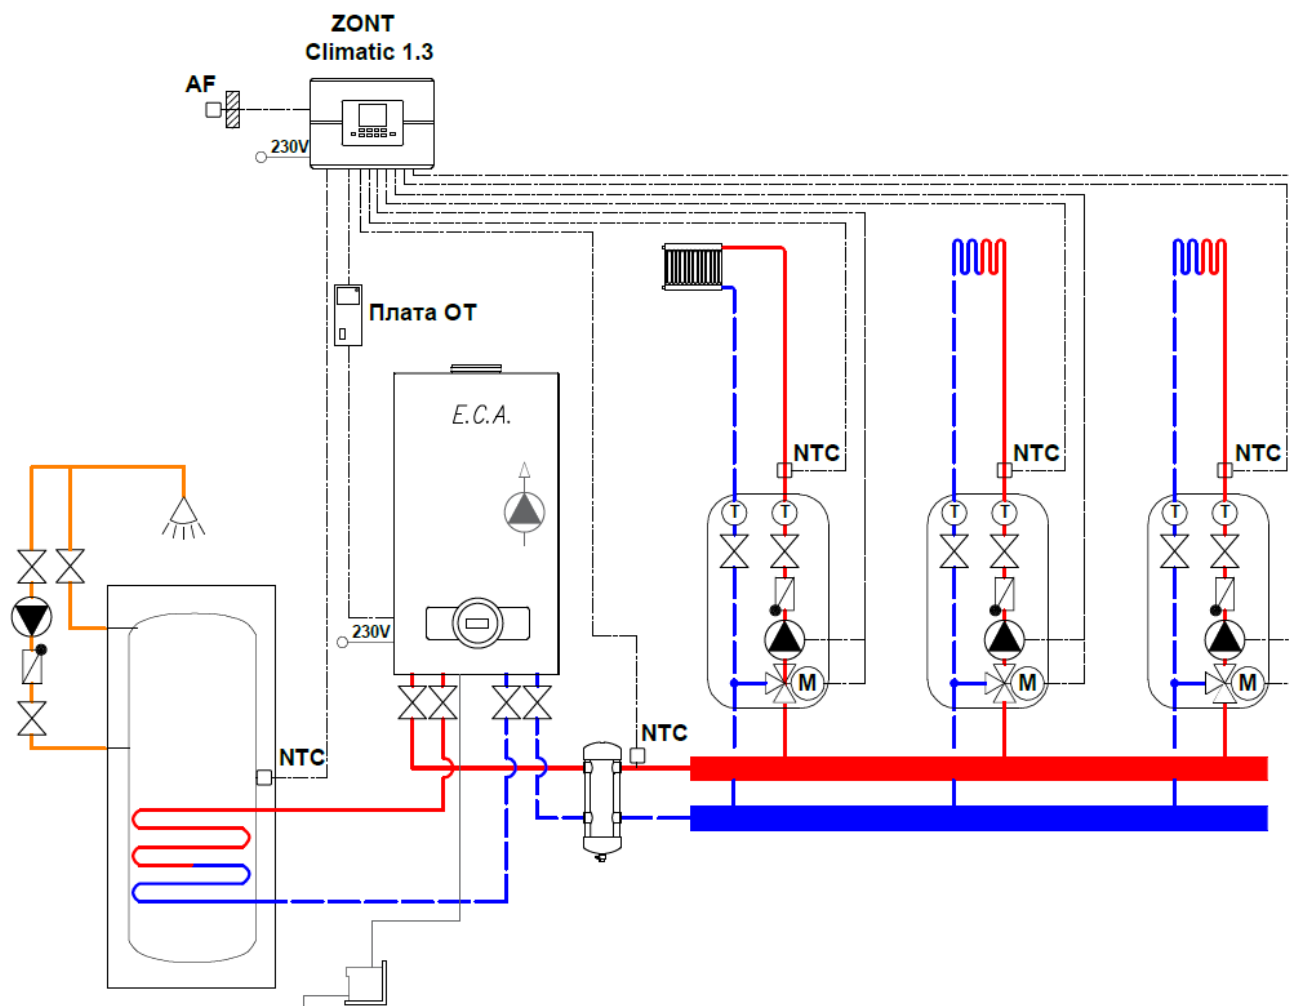 ZONT
Climatic 1.3
AF
230V
Плата ОТ
E.C.A.
NTC
NTC
NTC
T
T
T
T
T
T
230V
M
M
M
NTC
NTC